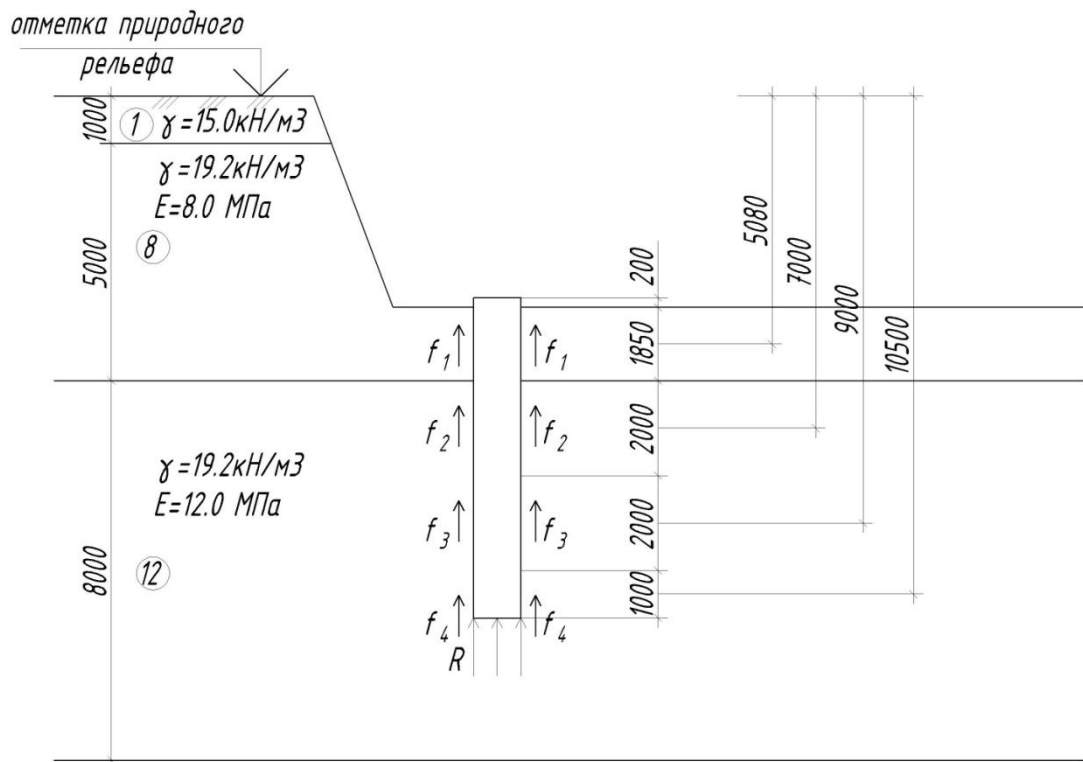 отметка природного
рельефа
1000
1 γ=15.0кН/м3
γ=19.2кН/м3
E=8.0 МПа
8
5000
200
1850
5080
7000
9000
10500
f1 f1
f2 f2
2000
γ=19.2кН/м3
E=12.0 МПа
f3 f3
2000
8000
12
1000
f4 f4
R